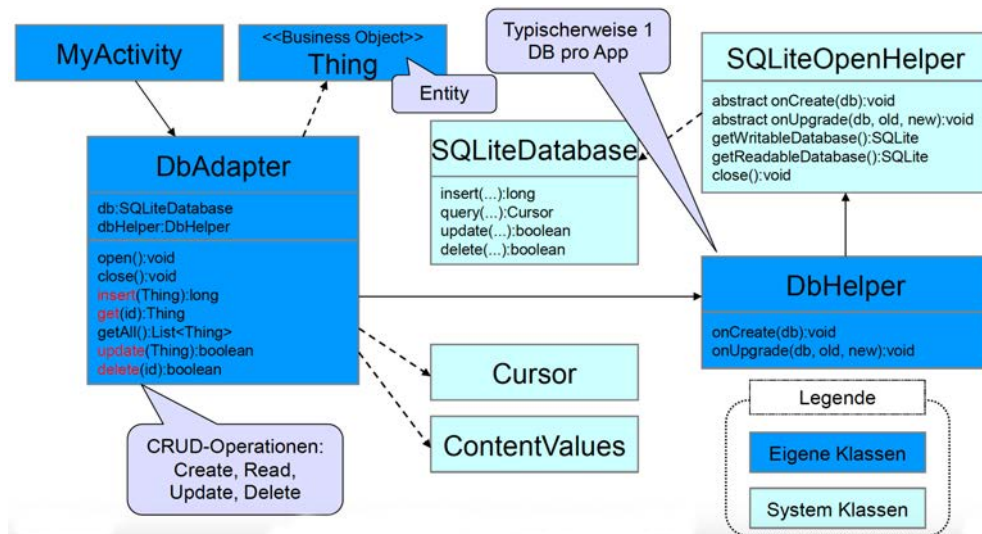 MyActivity
<<Business Object>>
Thing
Entity
Typischerweise 1
DB pro App
SQLiteOpenHelper
abstract onCreate(db):void
abstract onUpgrade(db, old, new):void
getWritableDatabase():SQLite
getReadableDatabase():SQLite
close():void
SQLiteDatabase
insert(...):long
query(...):Cursor
update(...):boolean
delete(...):boolean
DbAdapter
db:SQLiteDatabase
dbHelper:DbHelper
open():void
close():void
insert(Thing):long
get(id):Thing
getAll():List<Thing>
update(Thing):boolean
delete(id):boolean
DbHelper
onCreate(db):void
onUpgrade(db, old, new):void
Cursor
ContentValues
CRUD-Operationen:
Create, Read,
Update, Delete
Legende
Eigene Klassen
System Klassen